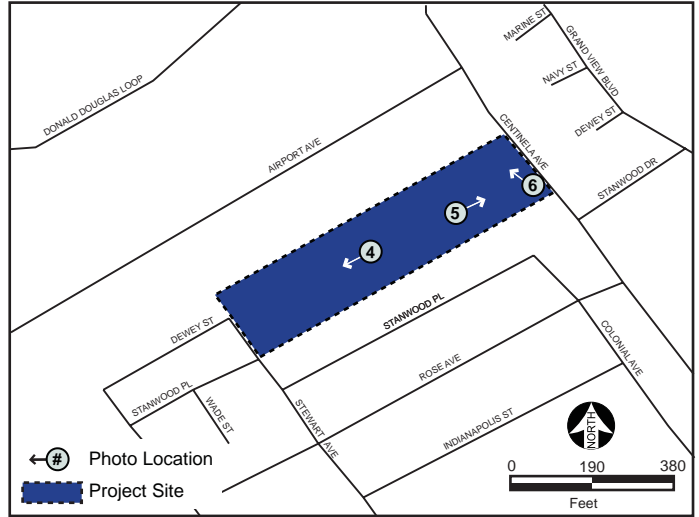 MARINE ST
GRAND VIEW BLVD
NAVY ST
DONALD DOUGLAS LOOP
DEWEY ST
CENTINELA AVE
AIRPORT AVE
STANWOOD DR
6
5
4
DEWEY ST
STANWOOD PL
STANWOOD PL
ROSE AVE
COLONIAL AVE
WADE ST
STEWART AVE
INDIANAPOLIS ST
NORTH
# Photo Location
Project Site
0 190 380
Feet